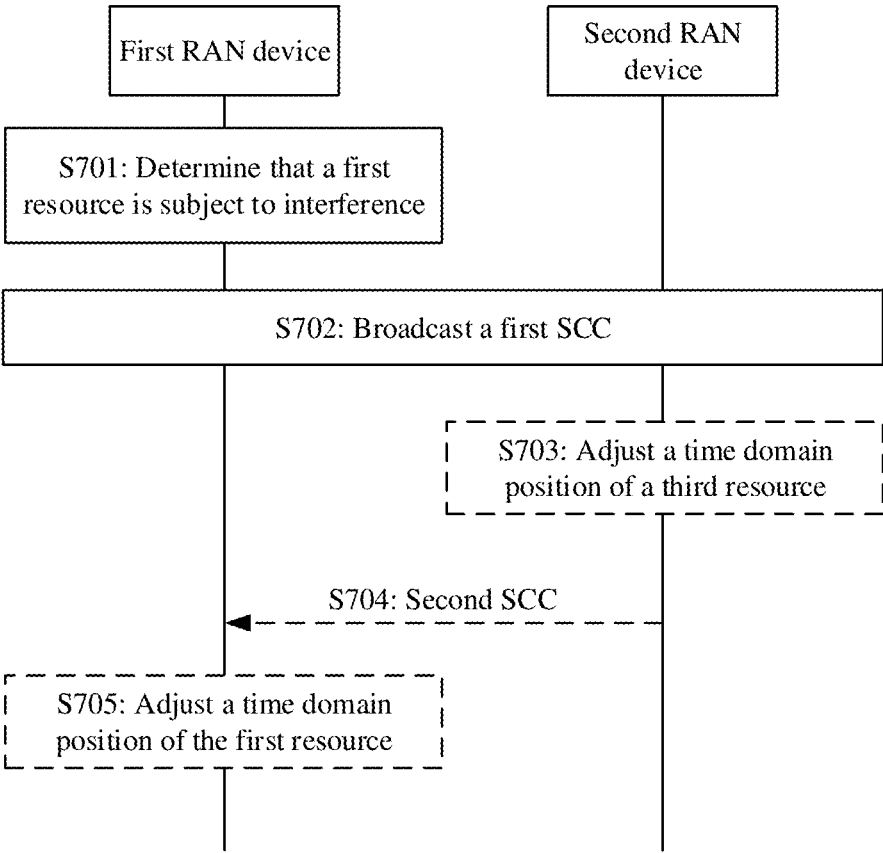 First RAN device
Second RAN
device
S701: Determine that a first
resource is subject to interference
S702: Broadcast a first SCC
S703: Adjust a time domain
position of a third resource
S704: Second SCC
S705: Adjust a time domain
position of the first resource